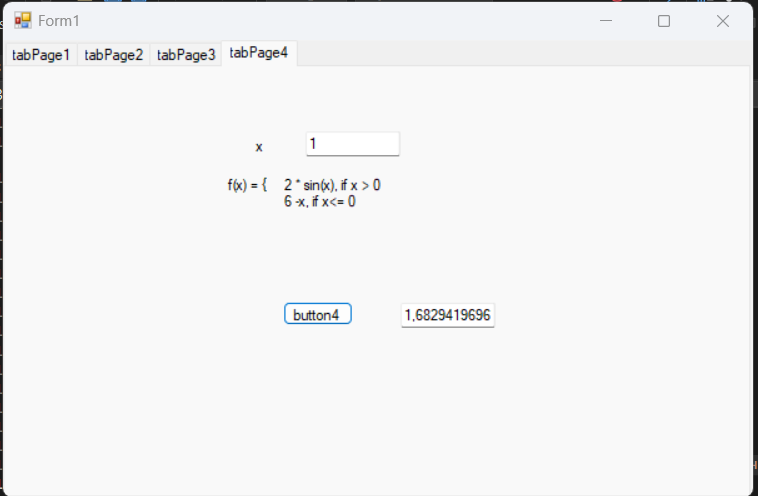 Form1
tabPage1 tabPage2 tabPage3 tabPage4
x 1
f(x) = { 2 * sin(x), if x > 0
6 -x, if x<= 0
button4 1,6829419696